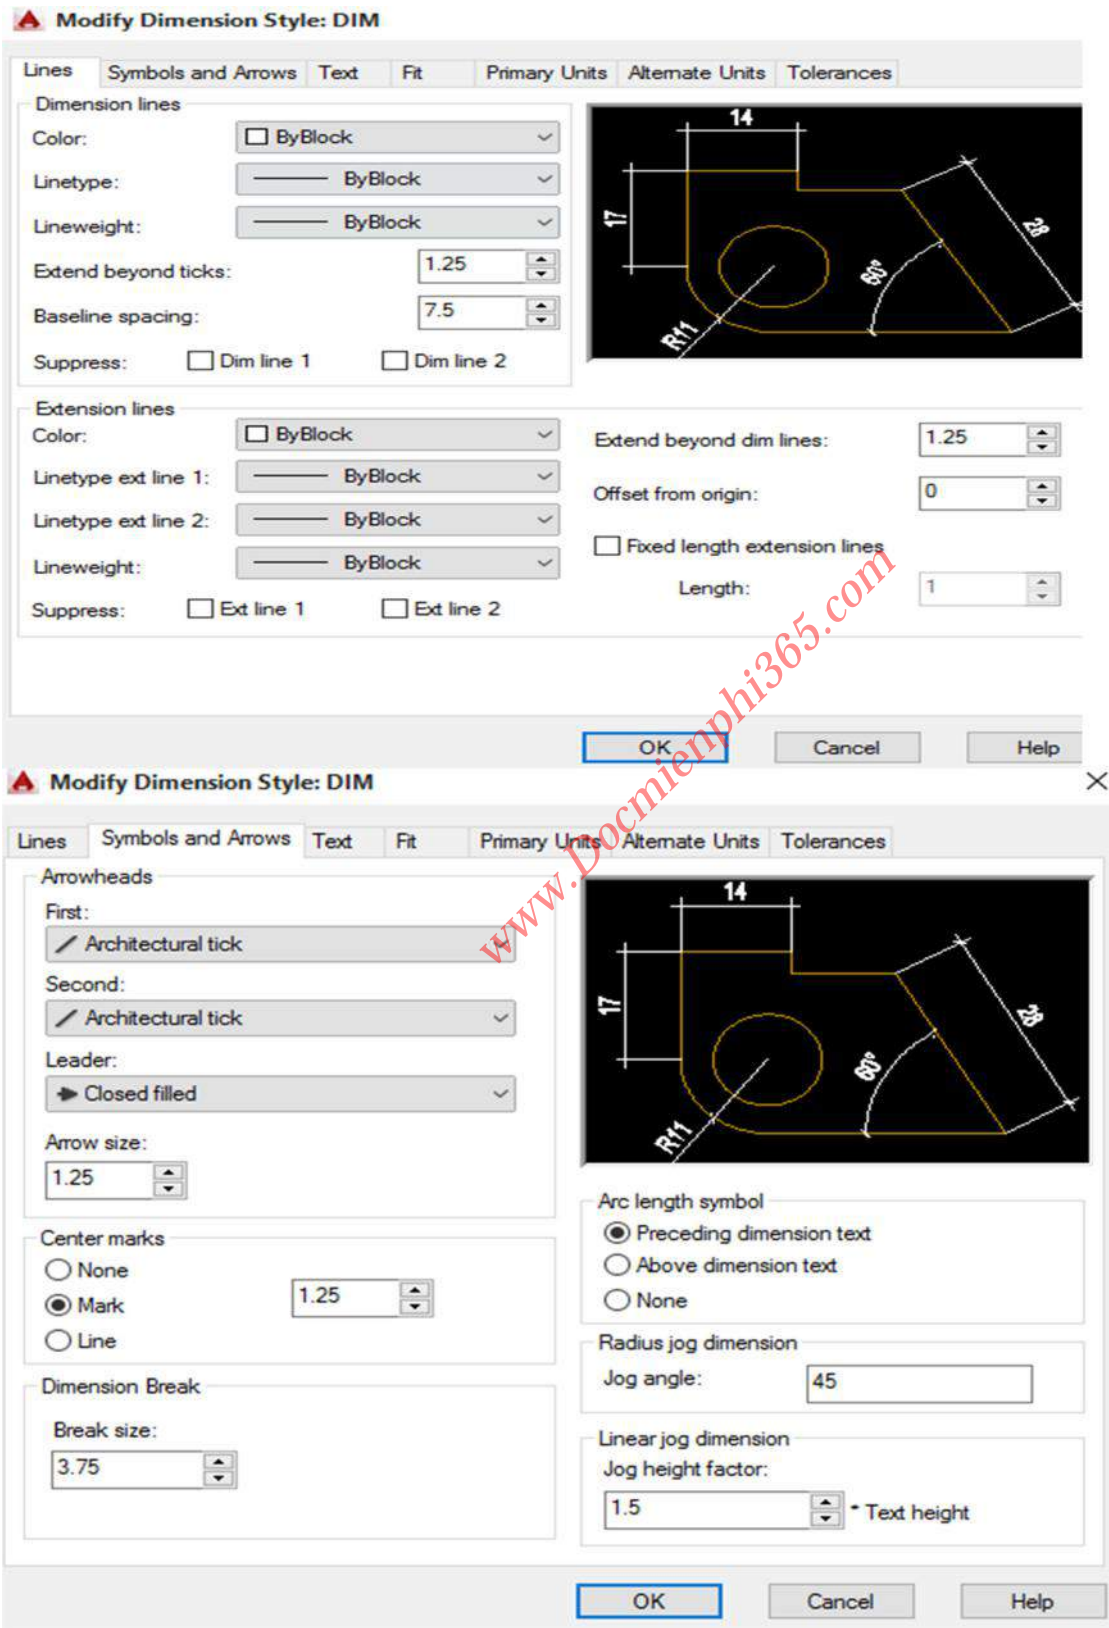 Modify Dimension Style: DIM
Lines Symbols and Arrows Text Fit Primary Units Alternate Units Tolerances
Dimension lines
Color: ByBlock
Linetype: ByBlock
Lineweight: ByBlock
Extend beyond ticks: 1.25
Baseline spacing: 7.5
Suppress: Dim line 1 Dim line 2
14
17
28
60°
R11
Extension lines
Color: ByBlock
Linetype ext line 1: ByBlock
Linetype ext line 2: ByBlock
Lineweight: ByBlock
Suppress: Ext line 1 Ext line 2
Extend beyond dim lines: 1.25
Offset from origin: 0
Fixed length extension lines
Length: 1
OK Cancel Help
www.Docmienphi365.com
Modify Dimension Style: DIM
Lines Symbols and Arrows Text Fit Primary Units Alternate Units Tolerances
Arrowheads
First:
Architectural tick
Second:
Architectural tick
Leader:
Closed filled
Arrow size:
1.25
Center marks
None
Mark 1.25
Line
Dimension Break
Break size:
3.75
14
17
28
60°
R11
Arc length symbol
Preceding dimension text
Above dimension text
None
Radius jog dimension
Jog angle: 45
Linear jog dimension
Jog height factor:
1.5 * Text height
OK Cancel Help